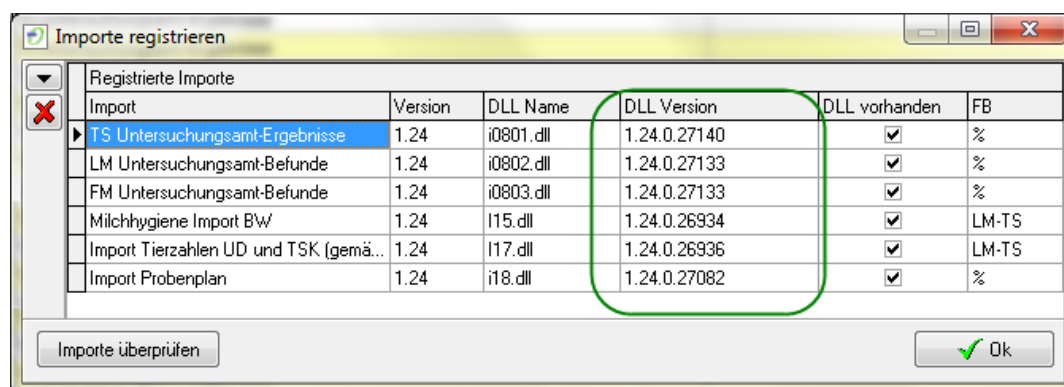 Importe registrieren
Registrierte Importe
Import Version DLL Name DLL Version DLL vorhanden FB
TS Untersuchungsamt-Ergebnisse 1.24 i0801.dll 1.24.0.27140 %
LM Untersuchungsamt-Befunde 1.24 i0802.dll 1.24.0.27133 %
FM Untersuchungsamt-Befunde 1.24 i0803.dll 1.24.0.27133 %
Milchhygiene Import BW 1.24 I15.dll 1.24.0.26934 LM-TS
Import Tierzahlen UD und TSK (gemä... 1.24 I17.dll 1.24.0.26936 LM-TS
Import Probenplan 1.24 i18.dll 1.24.0.27082 %
Importe überprüfen Ok